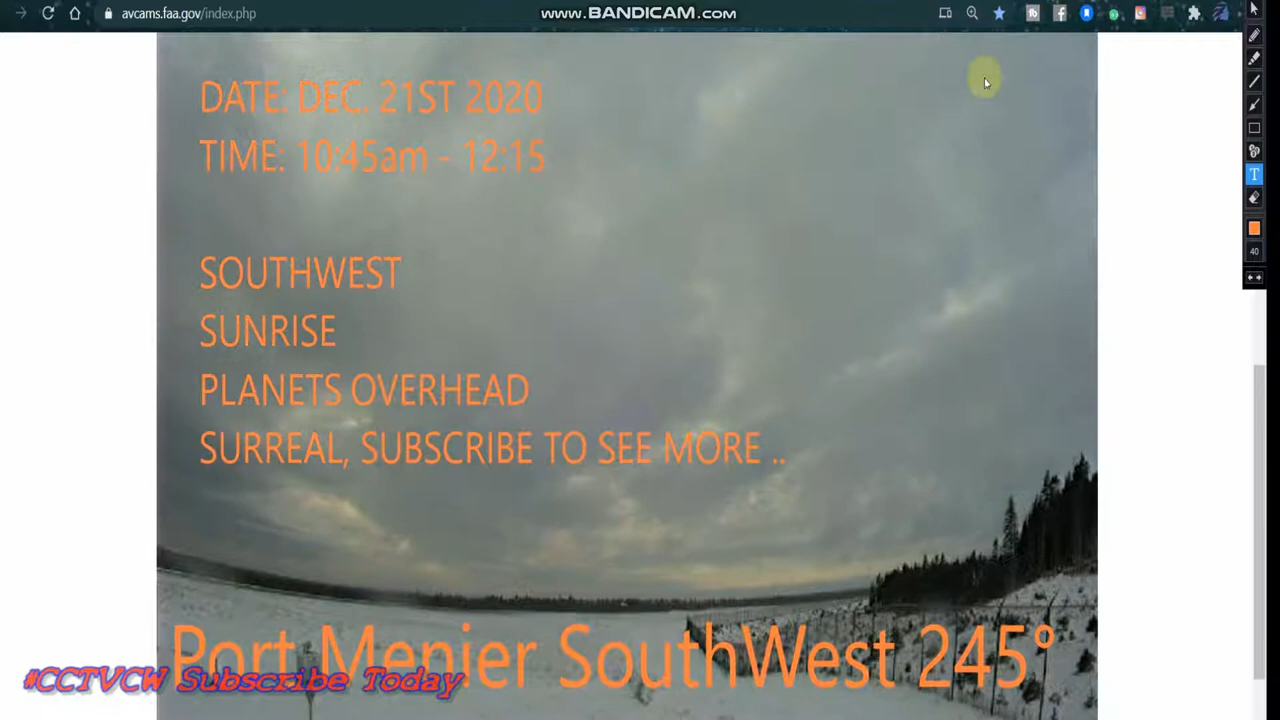 avcams.faa.gov/index.php
www.BANDICAM.com
DATE: DEC. 21ST 2020
TIME: 10:45am - 12:15
SOUTHWEST
SUNRISE
PLANETS OVERHEAD
SURREAL, SUBSCRIBE TO SEE MORE ..
Port Menier SouthWest 245°
#CCTVCW Subscribe Today
T
40